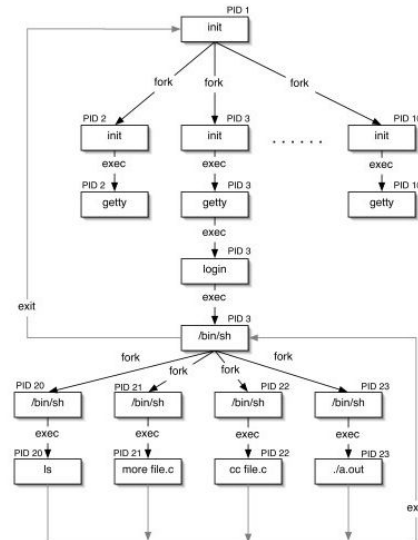 PID 1
init
fork fork fork
PID 2 PID 3
init init init
exec exec exec
PID 2 PID 3
getty getty getty
exec
PID 3
login
exec
exit
PID 3
/bin/sh
fork fork fork fork
PID 20 PID 21 PID 22 PID 23
/bin/sh /bin/sh /bin/sh /bin/sh
exec exec exec exec
PID 20 PID 21 PID 22 PID 23
ls more file.c cc file.c ./a.out